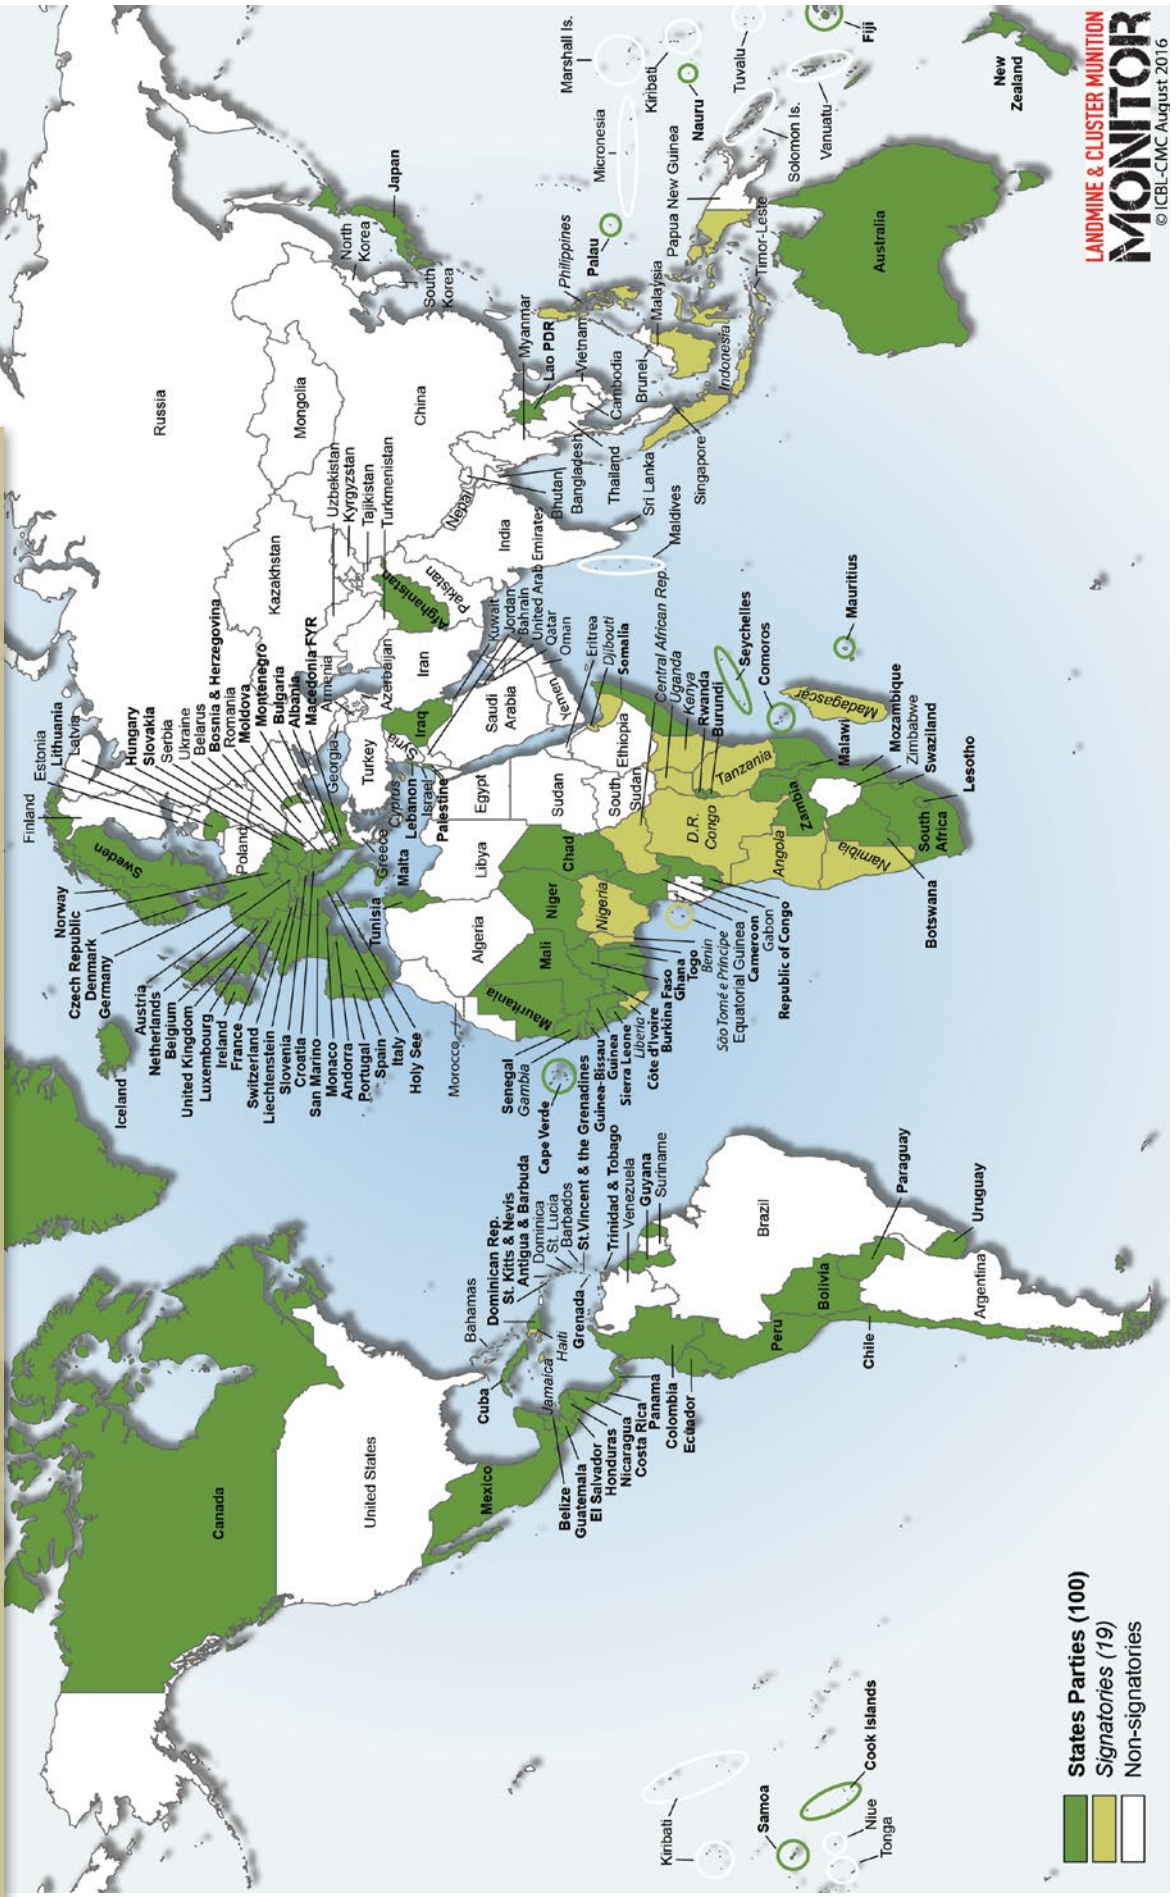 Russia
Canada
United States
Mexico
Cuba
Bahamas
Dominican Rep.
St. Kitts & Nevis
Antigua & Barbuda
Dominica
St. Lucia
Barbados
St.Vincent & the Grenadines
Grenada
Trinidad & Tobago
Venezuela
Guyana
Suriname
Jamaica
Haiti
Belize
Guatemala
El Salvador
Honduras
Nicaragua
Costa Rica
Panama
Colombia
Ecuador
Peru
Brazil
Bolivia
Paraguay
Uruguay
Chile
Argentina
Iceland
Norway
Czech Republic
Denmark
Germany
Austria
Netherlands
Belgium
United Kingdom
Luxembourg
Ireland
France
Switzerland
Liechtenstein
Slovenia
Croatia
San Marino
Monaco
Andorra
Portugal
Spain
Italy
Holy See
Sweden
Finland
Estonia
Lithuania
Latvia
Poland
Hungary
Slovakia
Serbia
Ukraine
Belarus
Bosnia & Herzegovina
Romania
Moldova
Montenegro
Bulgaria
Albania
Macedonia FYR
Armenia
Georgia
Azerbaijan
Turkey
Greece
Malta
Cyprus
Lebanon
Israel
Palestine
Syria
Iraq
Iran
Kazakhstan
Uzbekistan
Kyrgyzstan
Tajikistan
Turkmenistan
Afghanistan
Pakistan
Mongolia
China
North
Korea
South
Korea
Japan
Nepal
India
Bhutan
Bangladesh
Myanmar
Lao PDR
Vietnam
Cambodia
Thailand
Sri Lanka
Maldives
Singapore
Brunei
Malaysia
Indonesia
Philippines
Palau
Micronesia
Marshall Is.
Kiribati
Nauru
Tuvalu
Papua New Guinea
Solomon Is.
Timor-Leste
Vanuatu
Fiji
Australia
New
Zealand
Kuwait
Jordan
Bahrain
United Arab Emirates
Qatar
Oman
Saudi
Arabia
Yemen
Eritrea
Djibouti
Somalia
Central African Rep.
Uganda
Kenya
Rwanda
Burundi
Tunisia
Morocco
Algeria
Libya
Egypt
Mauritania
Mali
Niger
Chad
Sudan
South
Sudan
Ethiopia
Nigeria
Senegal
Gambia
Cape Verde
Guinea-Bissau
Guinea
Sierra Leone
Liberia
Côte d'Ivoire
Burkina Faso
Ghana
Togo
Benin
São Tomé e Príncipe
Equatorial Guinea
Cameroon
Gabon
Republic of Congo
D.R.
Congo
Tanzania
Angola
Zambia
Namibia
Botswana
South
Africa
Malawi
Mozambique
Zimbabwe
Swaziland
Lesotho
Madagascar
Seychelles
Comoros
Mauritius
Kiribati
Samoa
Cook Islands
Niue
Tonga
States Parties (100)
Signatories (19)
Non-signatories
LANDMINE & CLUSTER MUNITION
MONITOR
© ICBL-CMC August 2016